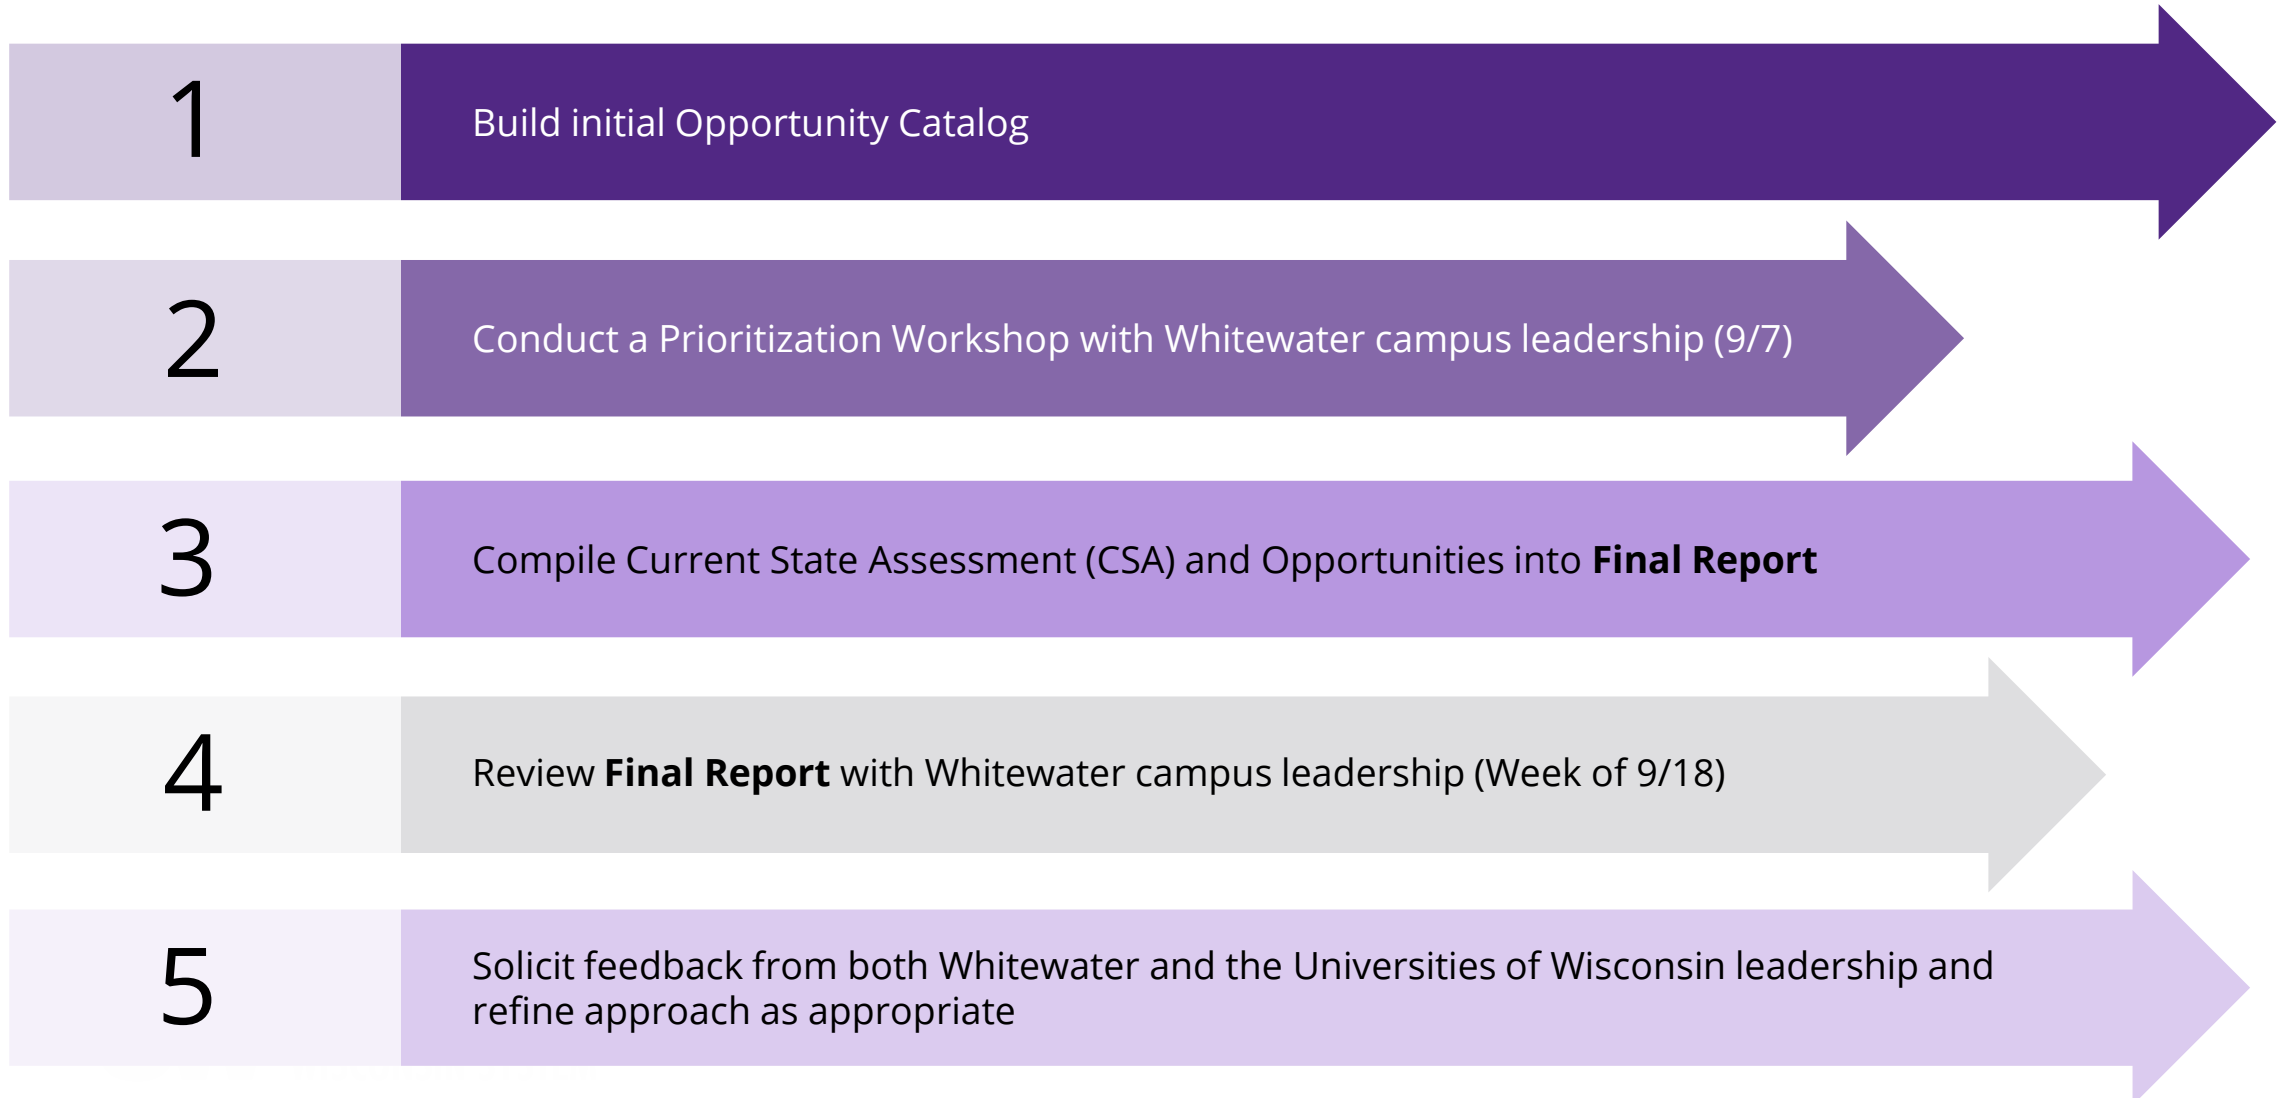 1
Build initial Opportunity Catalog
2
Conduct a Prioritization Workshop with Whitewater campus leadership (9/7)
3
Compile Current State Assessment (CSA) and Opportunities into Final Report
4
Review Final Report with Whitewater campus leadership (Week of 9/18)
5
Solicit feedback from both Whitewater and the Universities of Wisconsin leadership and
refine approach as appropriate